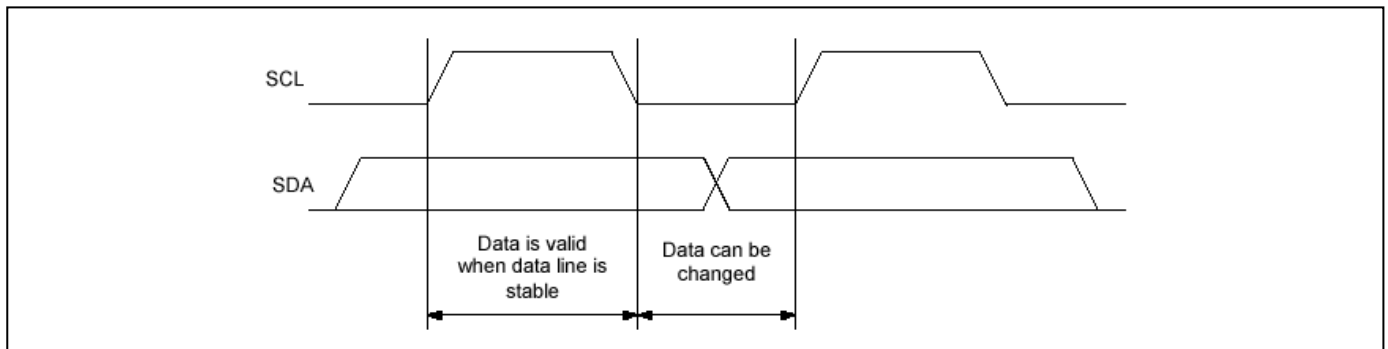 SCL
SDA
Data is valid
when data line is
stable
Data can be
changed